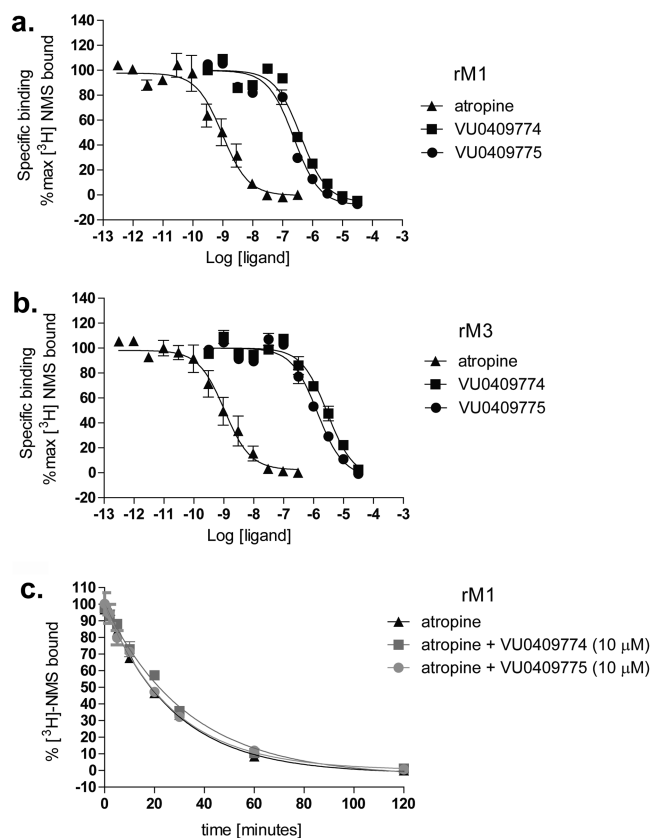 a.
Specific binding
%max [³H] NMS bound
140
120
100
80
60
40
20
0
-20
-13 -12 -11 -10 -9 -8 -7 -6 -5 -4 -3
Log [ligand]
rM1
atropine
VU0409774
VU0409775
b.
Specific binding
%max [³H] NMS bound
140
120
100
80
60
40
20
0
-20
-13 -12 -11 -10 -9 -8 -7 -6 -5 -4 -3
Log [ligand]
rM3
atropine
VU0409774
VU0409775
c.
% [³H]-NMS bound
110
100
90
80
70
60
50
40
30
20
10
0
-10
0 20 40 60 80 100 120
time [minutes]
rM1
atropine
atropine + VU0409774 (10 µM)
atropine + VU0409775 (10 µM)